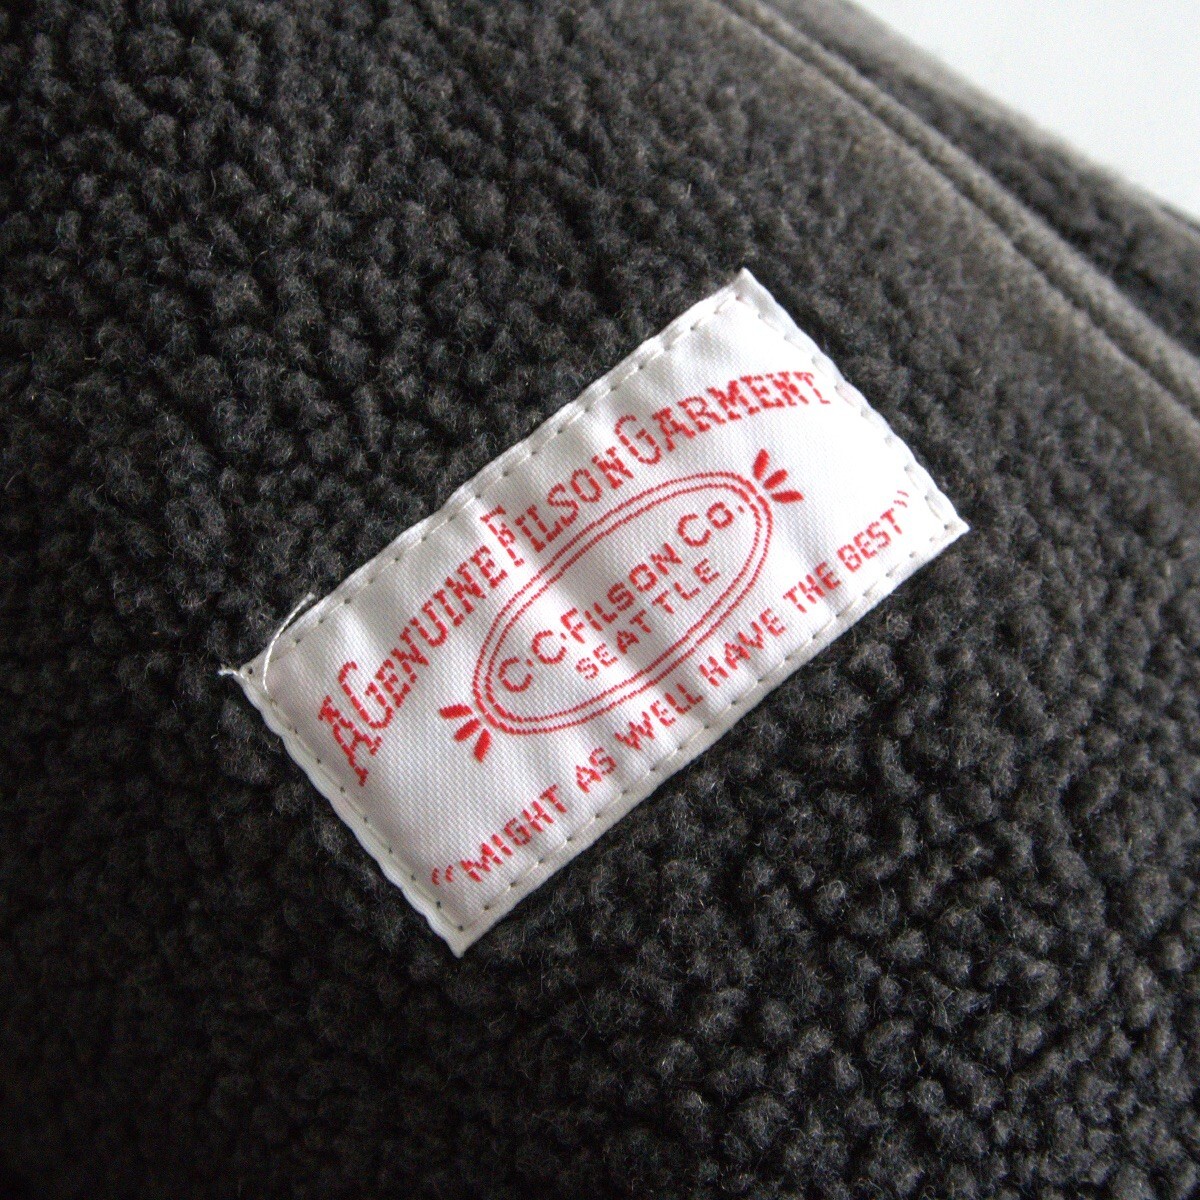 A GENUINE FILSON GARMENT
C.C. FILSON CO.
SEATTLE
"MIGHT AS WELL HAVE THE BEST"